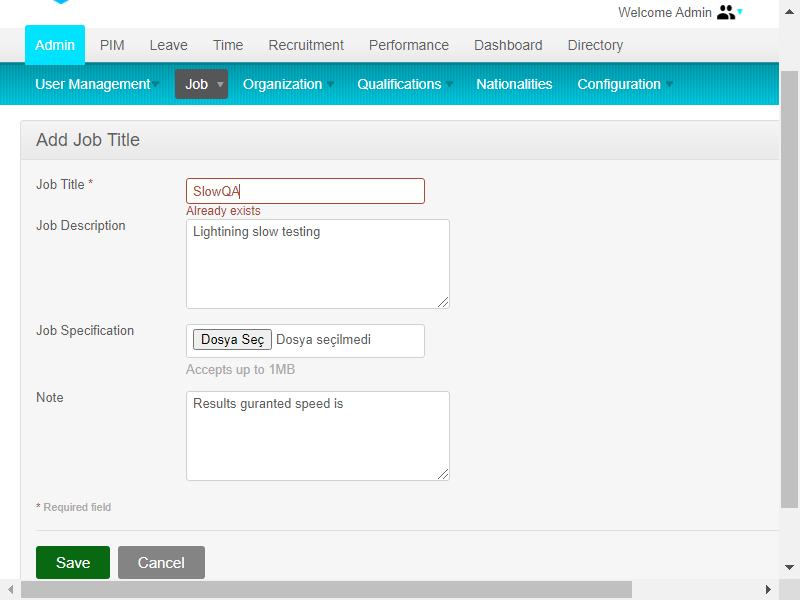 Welcome Admin
Admin PIM Leave Time Recruitment Performance Dashboard Directory
User Management Job Organization Qualifications Nationalities Configuration
Add Job Title
Job Title * SlowQA
Already exists
Job Description Lightining slow testing
Job Specification Dosya Seç Dosya seçilmedi
Accepts up to 1MB
Note Results guranted speed is
* Required field
Save Cancel